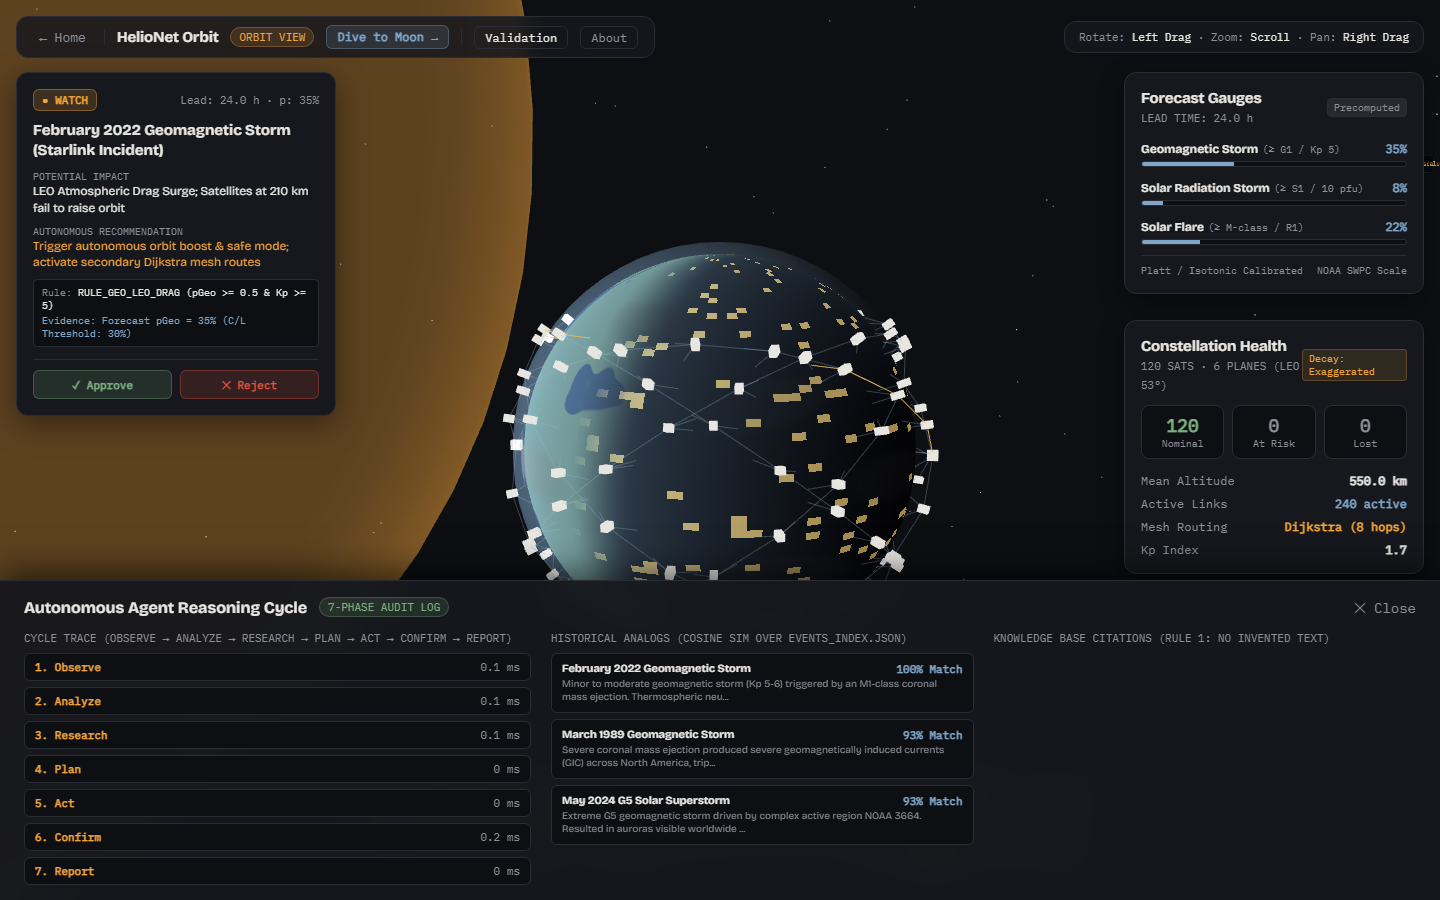 ← Home
HelioNet Orbit
ORBIT VIEW
Dive to Moon →
Validation
About
Rotate: Left Drag · Zoom: Scroll · Pan: Right Drag
WATCH
Lead: 24.0 h · p: 35%
February 2022 Geomagnetic Storm
(Starlink Incident)
POTENTIAL IMPACT
LEO Atmospheric Drag Surge; Satellites at 210 km
fail to raise orbit
AUTONOMOUS RECOMMENDATION
Trigger autonomous orbit boost & safe mode;
activate secondary Dijkstra mesh routes
Rule: RULE_GEO_LEO_DRAG (pGeo >= 0.5 & Kp >=
5)
Evidence: Forecast pGeo = 35% (C/L
Threshold: 30%)
✓ Approve
✕ Reject
Forecast Gauges
LEAD TIME: 24.0 h
Precomputed
Geomagnetic Storm (≥ G1 / Kp 5) 35%
Solar Radiation Storm (≥ S1 / 10 pfu) 8%
Solar Flare (≥ M-class / R1) 22%
Platt / Isotonic Calibrated NOAA SWPC Scale
Constellation Health
120 SATS · 6 PLANES (LEO
53°)
Decay:
Exaggerated
120 0 0
Nominal At Risk Lost
Mean Altitude 550.0 km
Active Links 240 active
Mesh Routing Dijkstra (8 hops)
Kp Index 1.7
Autonomous Agent Reasoning Cycle
7-PHASE AUDIT LOG
✕ Close
CYCLE TRACE (OBSERVE → ANALYZE → RESEARCH → PLAN → ACT → CONFIRM → REPORT)
1. Observe 0.1 ms
2. Analyze 0.1 ms
3. Research 0.1 ms
4. Plan 0 ms
5. Act 0 ms
6. Confirm 0.2 ms
7. Report 0 ms
HISTORICAL ANALOGS (COSINE SIM OVER EVENTS_INDEX.JSON)
February 2022 Geomagnetic Storm 100% Match
Minor to moderate geomagnetic storm (Kp 5-6) triggered by an M1-class coronal
mass ejection. Thermospheric neu...
March 1989 Geomagnetic Storm 93% Match
Severe coronal mass ejection produced severe geomagnetically induced currents
(GIC) across North America, trip...
May 2024 G5 Solar Superstorm 93% Match
Extreme G5 geomagnetic storm driven by complex active region NOAA 3664.
Resulted in auroras visible worldwide ...
KNOWLEDGE BASE CITATIONS (RULE 1: NO INVENTED TEXT)